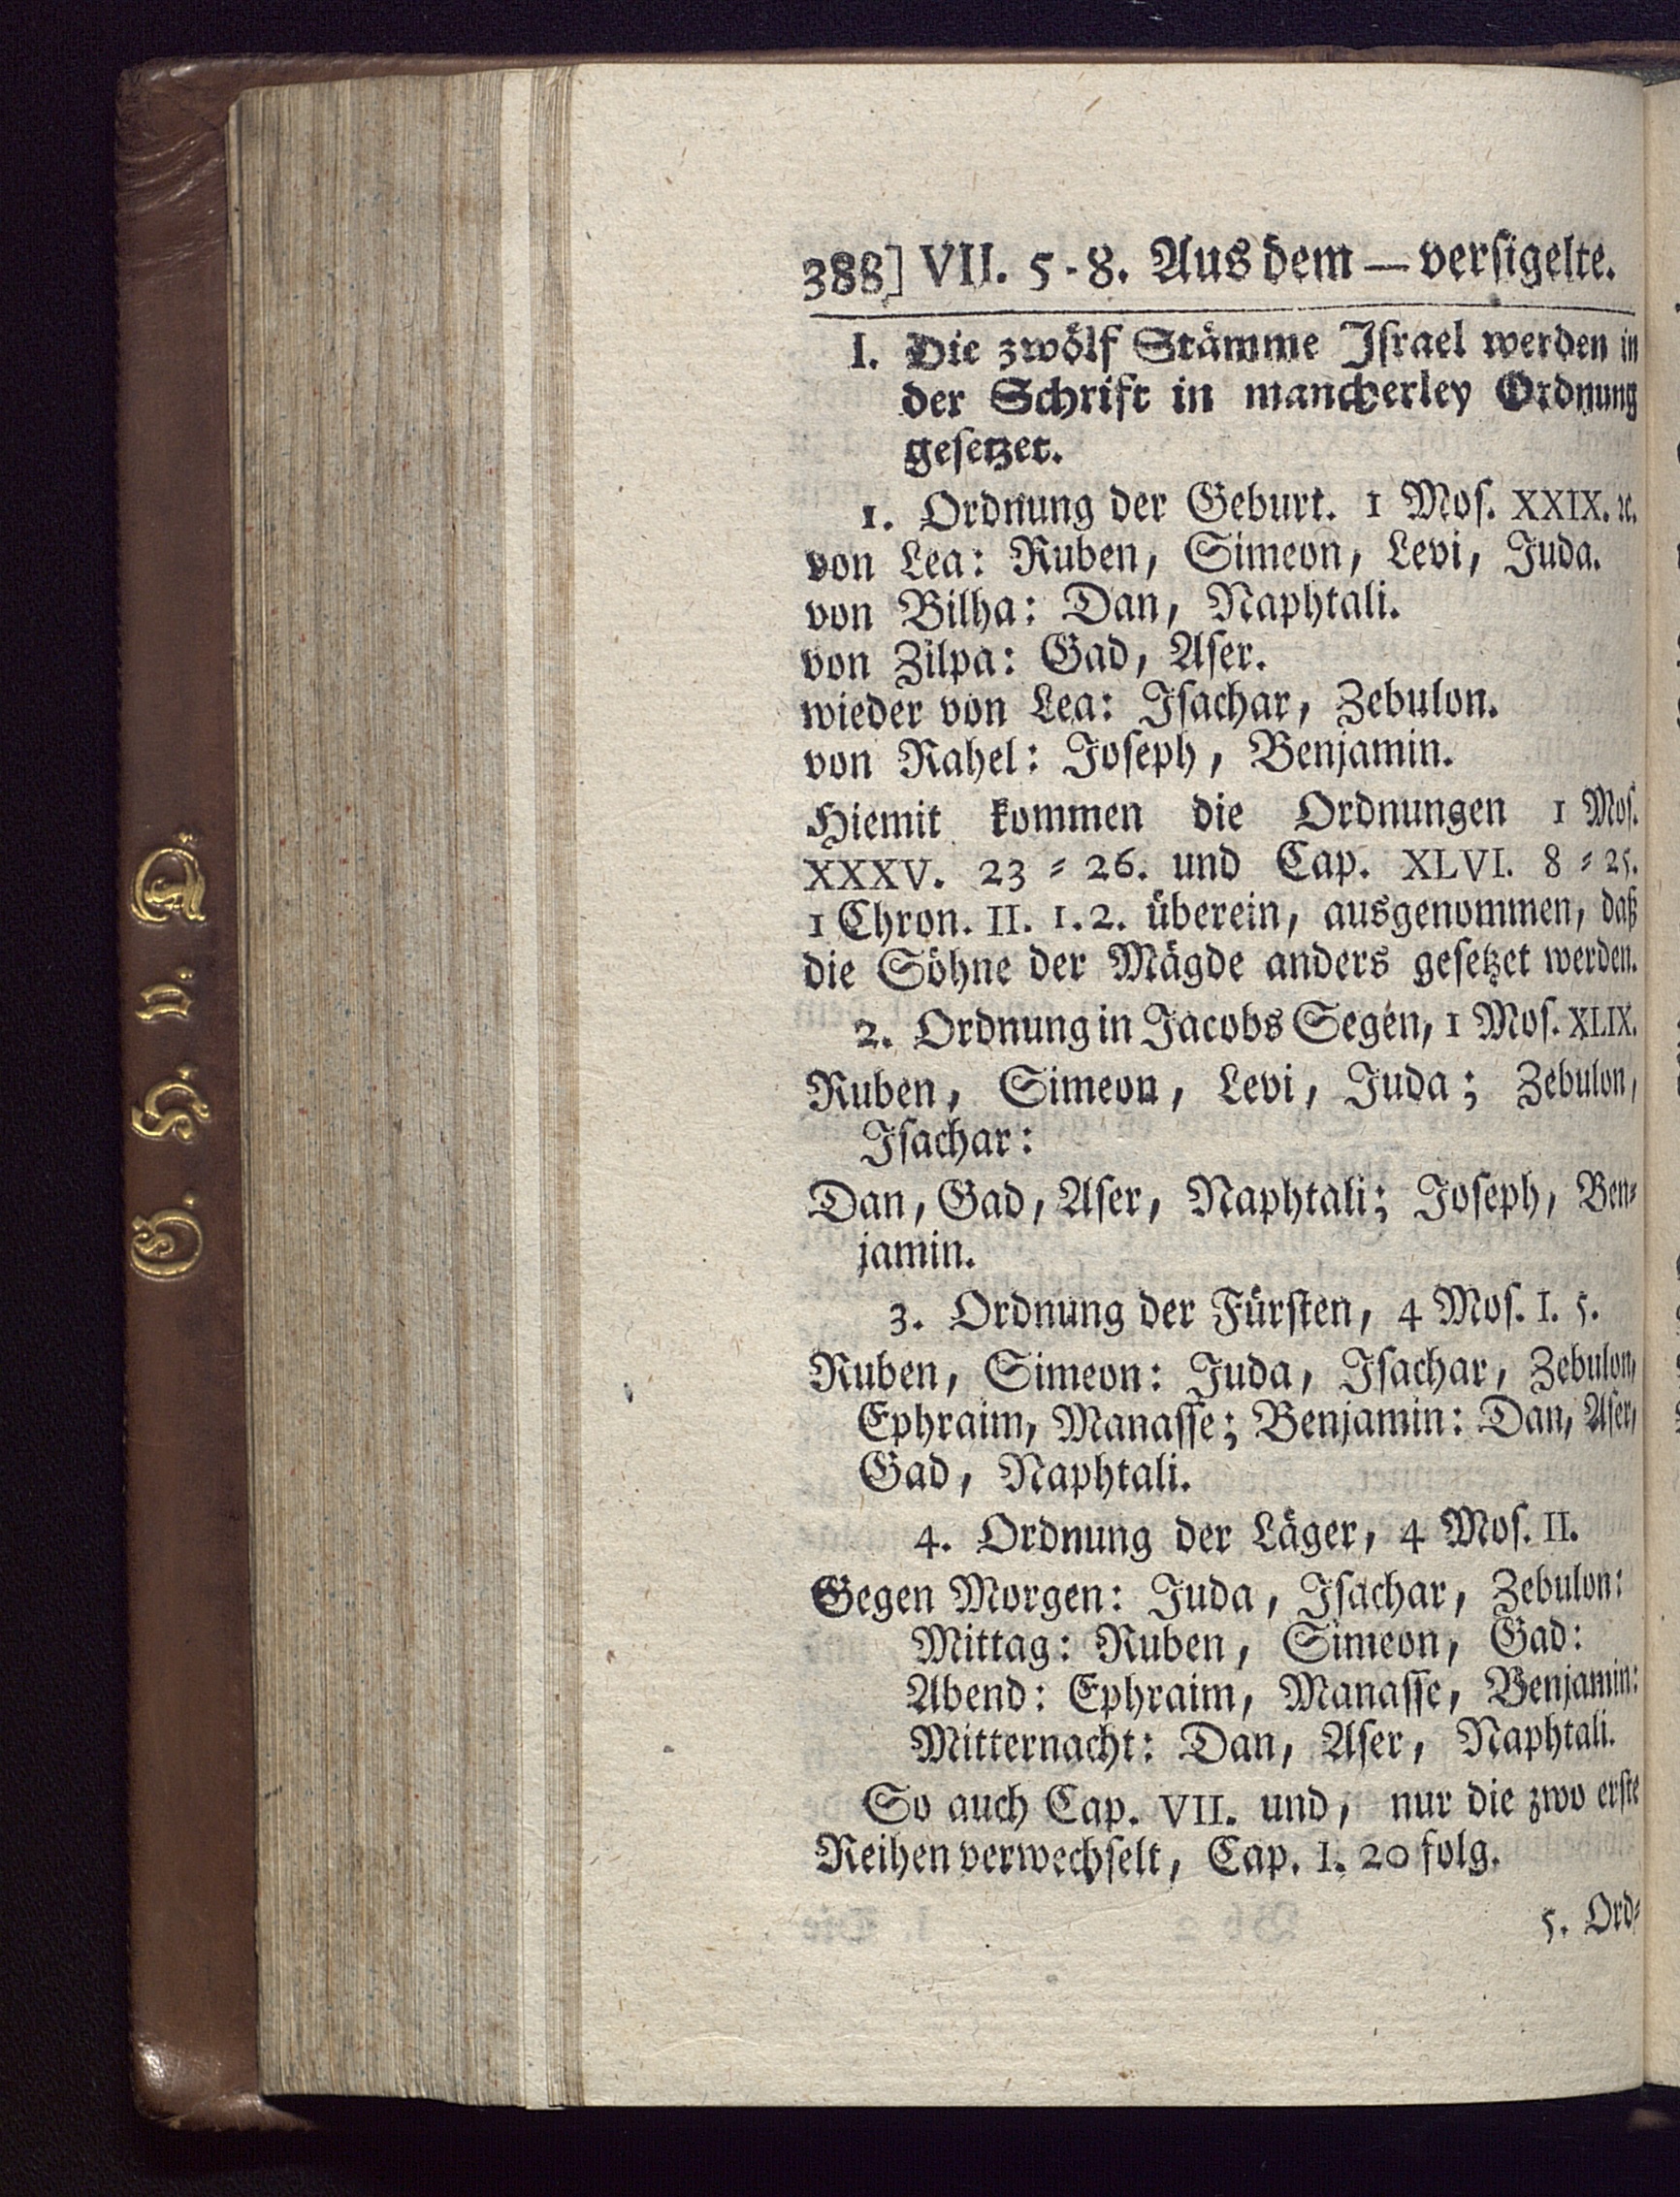 388] VII. 5-8. Aus dem — versigelte.
I. Die zwölf Stämme Jsrael werden in
der Schrift in mancherley Ordnung
gesetzet.
1. Ordnung der Geburt. 1 Mos. XXIX. ꝛc.
von Lea: Ruben, Simeon, Levi, Juda.
von Bilha: Dan, Naphtali.
von Zilpa: Gad, Aser.
wieder von Lea: Jsachar, Zebulon.
von Rahel: Joseph, Benjamin.
Hiemit kommen die Ordnungen 1 Mos.
XXXV. 23 = 26. und Cap. XLVI. 8 = 25.
1 Chron. II. 1. 2. überein, ausgenommen, daß
die Söhne der Mägde anders gesetzet werden.
2. Ordnung in Jacobs Segen, 1 Mos. XLIX.
Ruben, Simeon, Levi, Juda; Zebulon,
Jsachar:
Dan, Gad, Aser, Naphtali; Joseph, Ben=
jamin.
3. Ordnung der Fürsten, 4 Mos. I. 5.
Ruben, Simeon: Juda, Jsachar, Zebulon,
Ephraim, Manasse; Benjamin: Dan, Aser,
Gad, Naphtali.
4. Ordnung der Läger, 4 Mos. II.
Gegen Morgen: Juda, Jsachar, Zebulon:
Mittag: Ruben, Simeon, Gad:
Abend: Ephraim, Manasse, Benjamin:
Mitternacht: Dan, Aser, Naphtali.
So auch Cap. VII. und, nur die zwo erste
Reihen verwechselt, Cap. I. 20 folg.
5. Ord=
G. H. v. A.